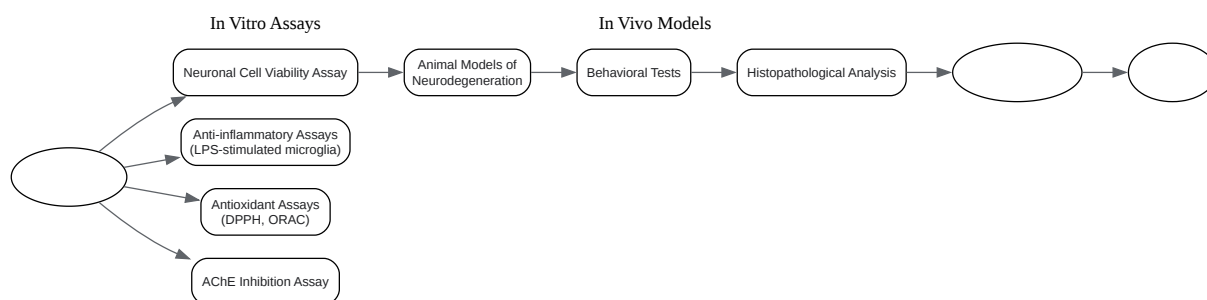 In Vitro Assays
In Vivo Models
Neuronal Cell Viability Assay
Animal Models of
Neurodegeneration
Behavioral Tests
Histopathological Analysis
Anti-inflammatory Assays
(LPS-stimulated microglia)
Antioxidant Assays
(DPPH, ORAC)
AChE Inhibition Assay